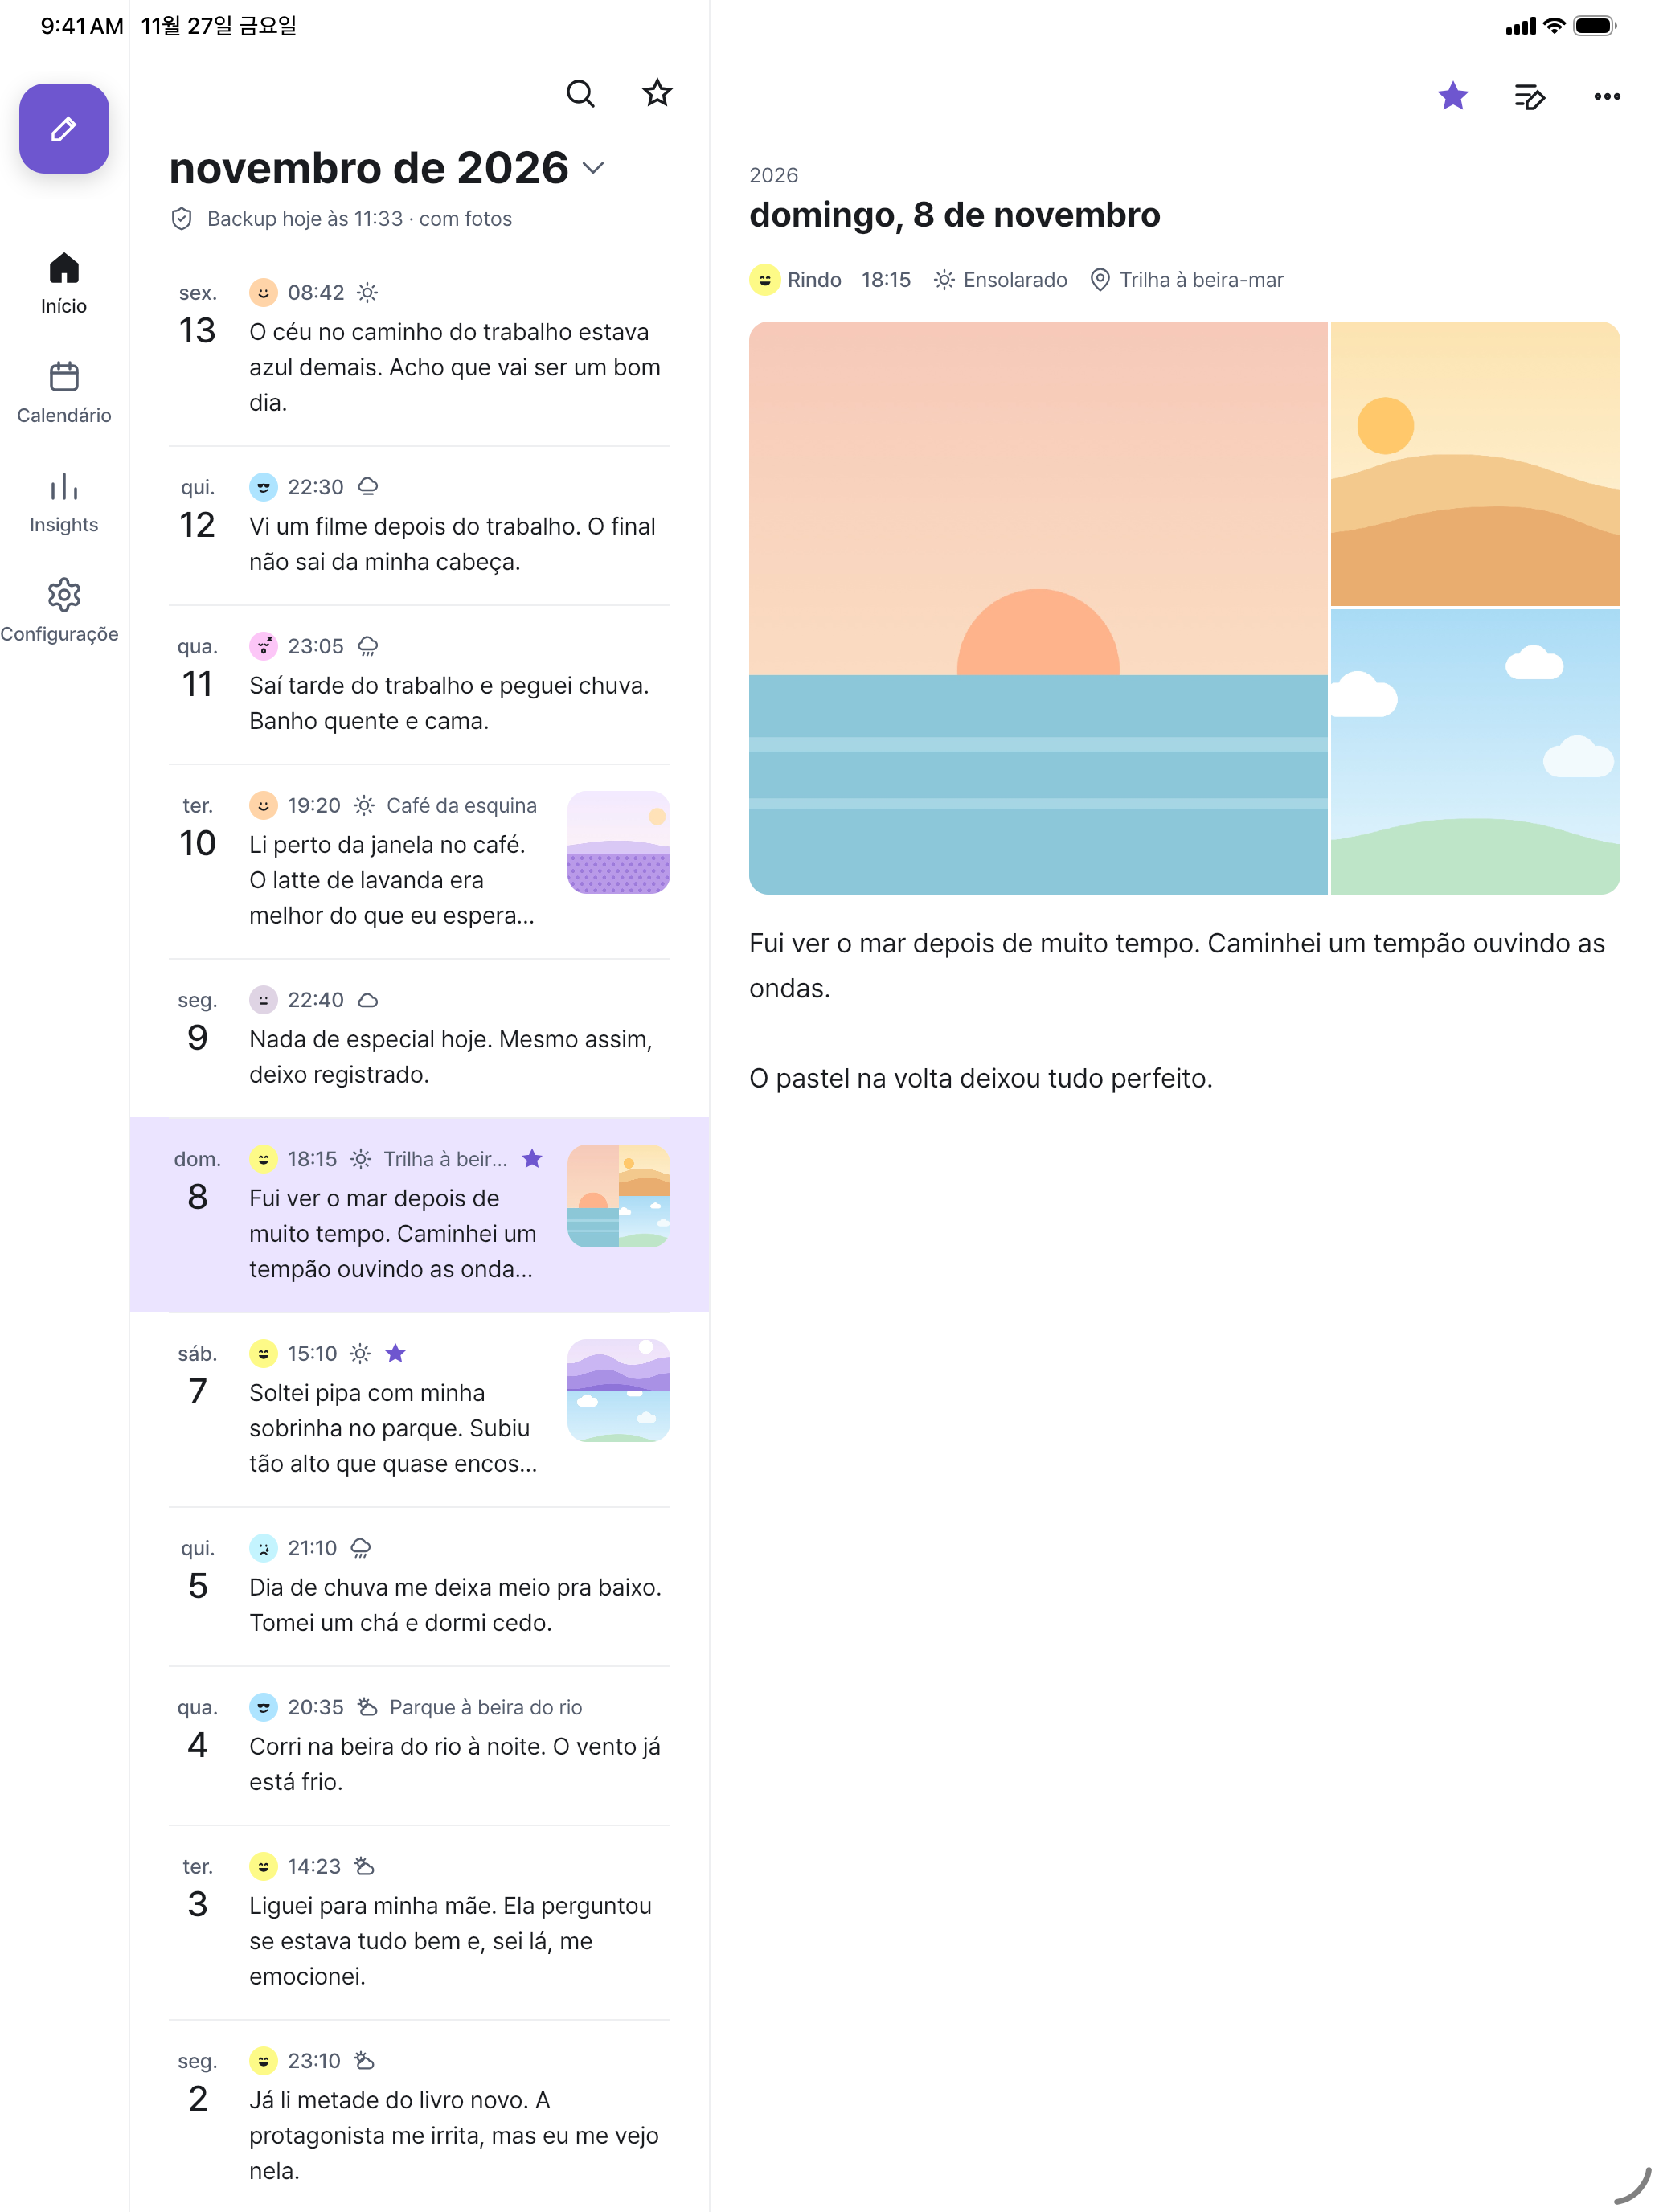 9:41 AM 11월 27일 금요일
Início
Calendário
Insights
Configuraçõe
novembro de 2026
Backup hoje às 11:33 · com fotos
sex.
13
08:42
O céu no caminho do trabalho estava
azul demais. Acho que vai ser um bom
dia.
qui.
12
22:30
Vi um filme depois do trabalho. O final
não sai da minha cabeça.
qua.
11
23:05
Saí tarde do trabalho e peguei chuva.
Banho quente e cama.
ter.
10
19:20 Café da esquina
Li perto da janela no café.
O latte de lavanda era
melhor do que eu espera...
seg.
9
22:40
Nada de especial hoje. Mesmo assim,
deixo registrado.
dom.
8
18:15 Trilha à beir...
Fui ver o mar depois de
muito tempo. Caminhei um
tempão ouvindo as onda...
sáb.
7
15:10
Soltei pipa com minha
sobrinha no parque. Subiu
tão alto que quase encos...
qui.
5
21:10
Dia de chuva me deixa meio pra baixo.
Tomei um chá e dormi cedo.
qua.
4
20:35 Parque à beira do rio
Corri na beira do rio à noite. O vento já
está frio.
ter.
3
14:23
Liguei para minha mãe. Ela perguntou
se estava tudo bem e, sei lá, me
emocionei.
seg.
2
23:10
Já li metade do livro novo. A
protagonista me irrita, mas eu me vejo
nela.
2026
domingo, 8 de novembro
Rindo 18:15 Ensolarado Trilha à beira-mar
Fui ver o mar depois de muito tempo. Caminhei um tempão ouvindo as
ondas.
O pastel na volta deixou tudo perfeito.